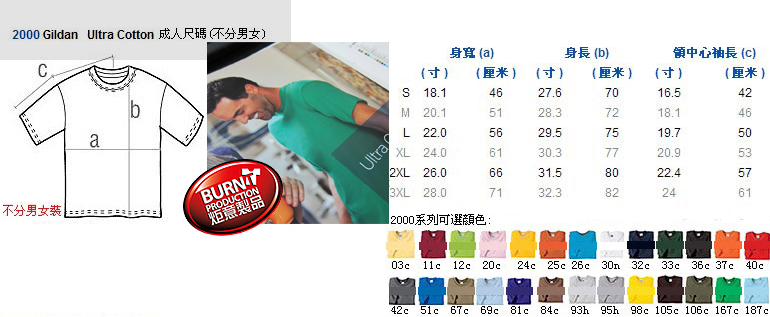 2000 Gildan Ultra Cotton 成人尺碼 (不分男女)
c
b
a
不分男女裝
Ultra C
BURN IT
PRODUCTION
炻意製品
身寬 (a) 身長 (b) 領中心袖長 (c)
(寸) (厘米) (寸) (厘米) (寸) (厘米)
S 18.1 46 27.6 70 16.5 42
M 20.1 51 28.3 72 18.1 46
L 22.0 56 29.5 75 19.7 50
XL 24.0 61 30.3 77 20.9 53
2XL 26.0 66 31.5 80 22.4 57
3XL 28.0 71 32.3 82 24 61
2000系列可選顏色:
03c 11c 12c 20c 24c 25c 26c 30n 32c 33c 36c 37c 40c
42c 51c 67c 69c 81c 84c 93h 95h 98c 105c 106c 167c 187c